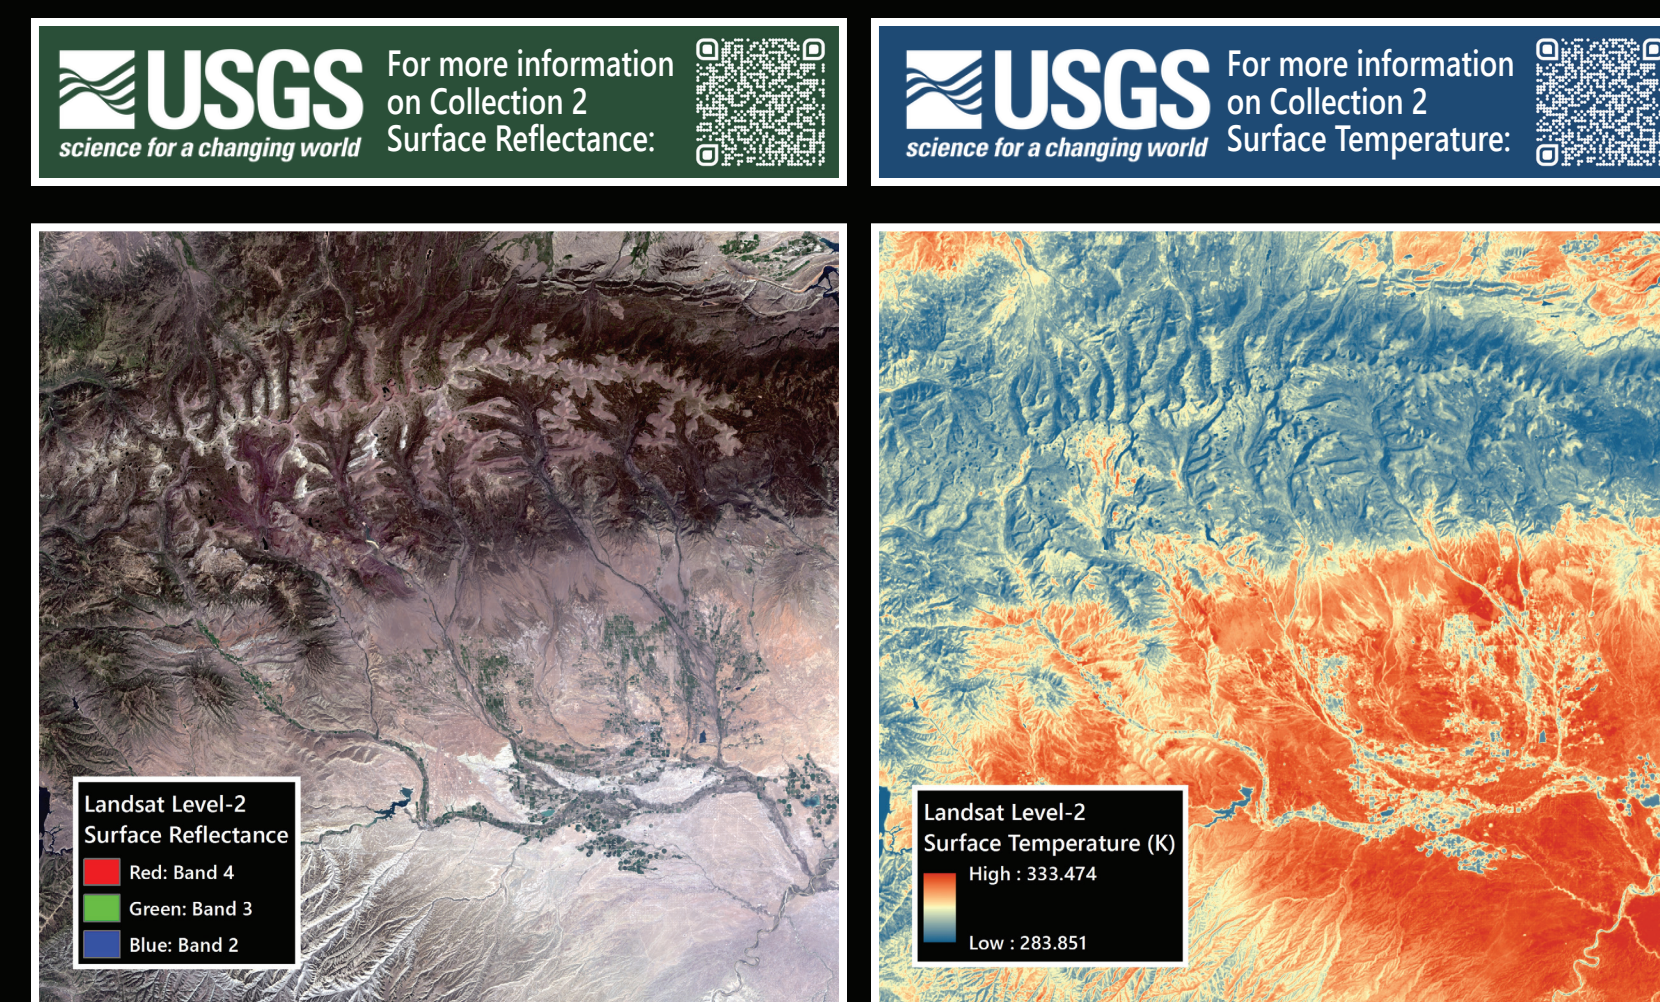 USGS
science for a changing world
For more information
on Collection 2
Surface Reflectance:
USGS
science for a changing world
For more information
on Collection 2
Surface Temperature:
Landsat Level-2
Surface Reflectance
Red: Band 4
Green: Band 3
Blue: Band 2
Landsat Level-2
Surface Temperature (K)
High : 333.474
Low : 283.851